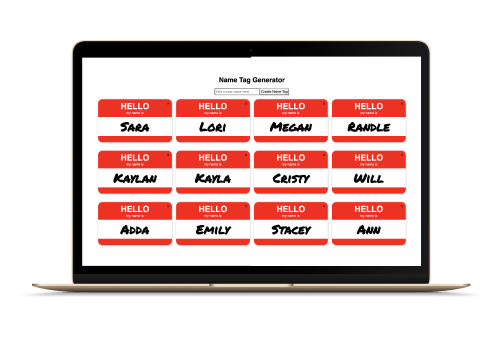 Name Tag Generator
Add a new name here... Create Name Tag
HELLO HELLO HELLO HELLO
my name is my name is my name is my name is
Sara Lori Megan Randle
HELLO HELLO HELLO HELLO
my name is my name is my name is my name is
Kaylan Kayla Cristy Will
HELLO HELLO HELLO HELLO
my name is my name is my name is my name is
Adda Emily Stacey Ann